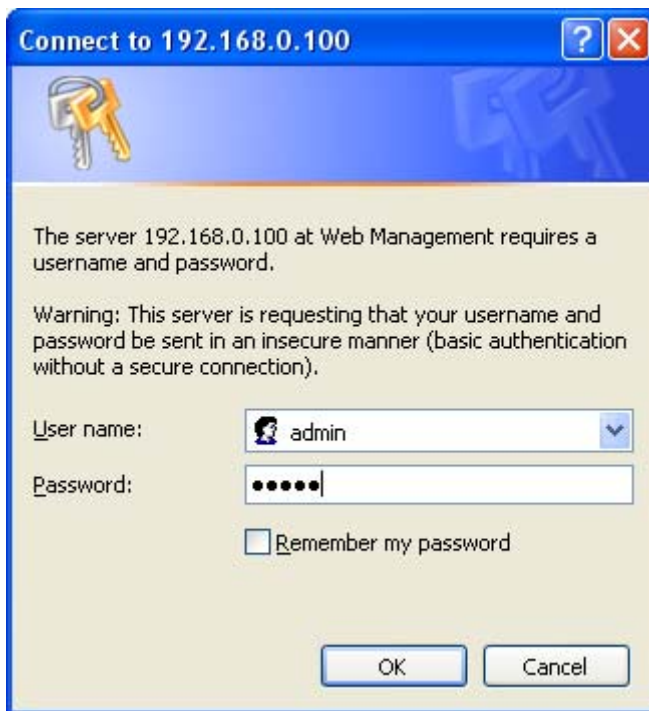 Connect to 192.168.0.100
The server 192.168.0.100 at Web Management requires a
username and password.
Warning: This server is requesting that your username and
password be sent in an insecure manner (basic authentication
without a secure connection).
User name:
admin
Password:
●●●●●
Remember my password
OK
Cancel